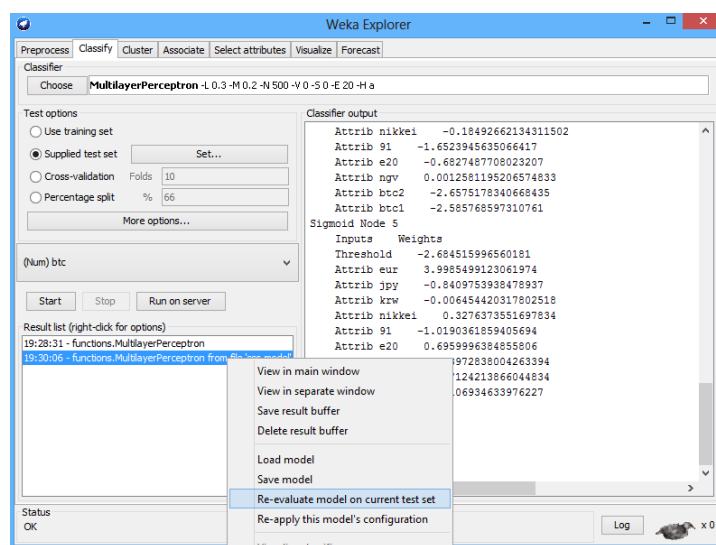 Weka Explorer
Preprocess Classify Cluster Associate Select attributes Visualize Forecast
Classifier
Choose MultilayerPerceptron -L 0.3 -M 0.2 -N 500 -V 0 -S 0 -E 20 -H a
Test options
Use training set
Supplied test set Set...
Cross-validation Folds 10
Percentage split % 66
More options...
(Num) btc
Start Stop Run on server
Result list (right-click for options)
19:28:31 - functions.MultilayerPerceptron
19:30:06 - functions.MultilayerPerceptron from file
Classifier output
Attrib nikkei -0.18492662134311502
Attrib 91 -1.6523945635066417
Attrib e20 -0.6827487708023207
Attrib ngv 0.0012581195206574833
Attrib btc2 -2.6575178340668435
Attrib btc1 -2.585768597310761
Sigmoid Node 5
Inputs Weights
Threshold -2.684515996560181
Attrib eur 3.9985499123061974
Attrib jpy -0.8409753938478937
Attrib krw -0.006454420317802518
Attrib nikkei 0.3276373551697834
Attrib 91 -1.0190361859405694
Attrib e20 0.6959996384855806
972838004263394
124213866044834
.06934633976227
View in main window
View in separate window
Save result buffer
Delete result buffer
Load model
Save model
Re-evaluate model on current test set
Re-apply this model's configuration
Status
OK
Log
x 0